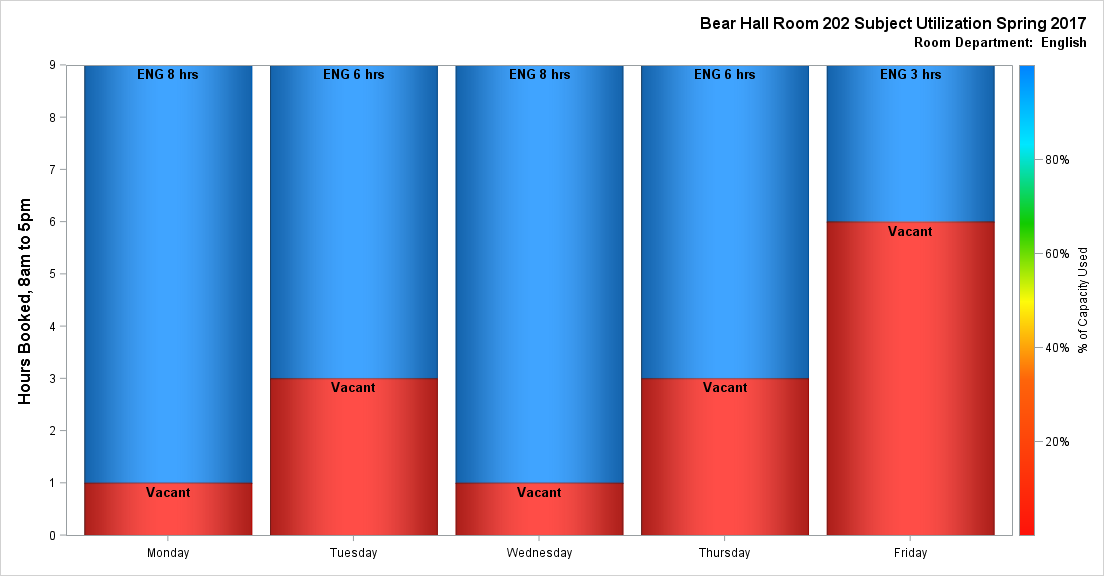 Bear Hall Room 202 Subject Utilization Spring 2017
Room Department: English
Hours Booked, 8am to 5pm
9
8
7
6
5
4
3
2
1
0
ENG 8 hrs
ENG 6 hrs
ENG 8 hrs
ENG 6 hrs
ENG 3 hrs
Vacant
Vacant
Vacant
Vacant
Vacant
Monday
Tuesday
Wednesday
Thursday
Friday
80%
60%
40%
20%
% of Capacity Used